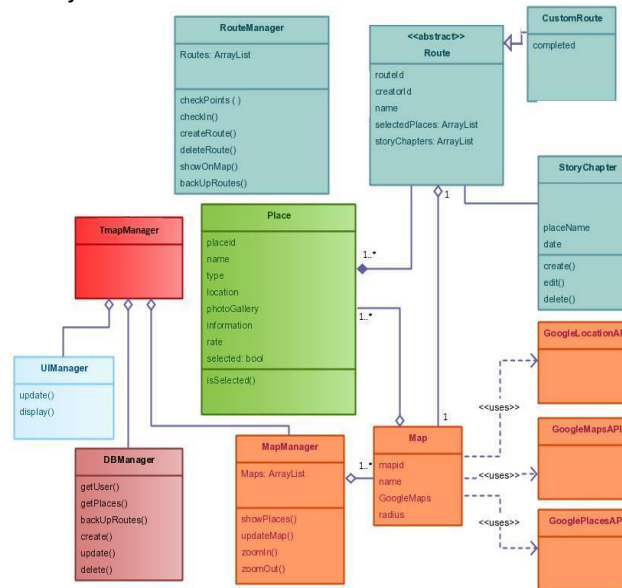 RouteManager
Routes: ArrayList
checkPoints ( )
checkIn()
createRoute()
deleteRoute()
showOnMap()
backUpRoutes()
<<abstract>>
Route
routeId
creatorId
name
selectedPlaces: ArrayList
storyChapters: ArrayList
CustomRoute
completed
StoryChapter
placeName
date
create()
edit()
delete()
1
1..*
1..*
1
TmapManager
Place
placeid
name
type
location
photoGallery
information
rate
selected: bool
isSelected()
UIManager
update()
display()
DBManager
getUser()
getPlaces()
backUpRoutes()
create()
update()
delete()
MapManager
Maps: ArrayList
showPlaces()
updateMap()
zoomIn()
zoomOut()
1..*
Map
mapid
name
GoogleMaps
radius
<<uses>>
<<uses>>
<<uses>>
GoogleMapsAPI